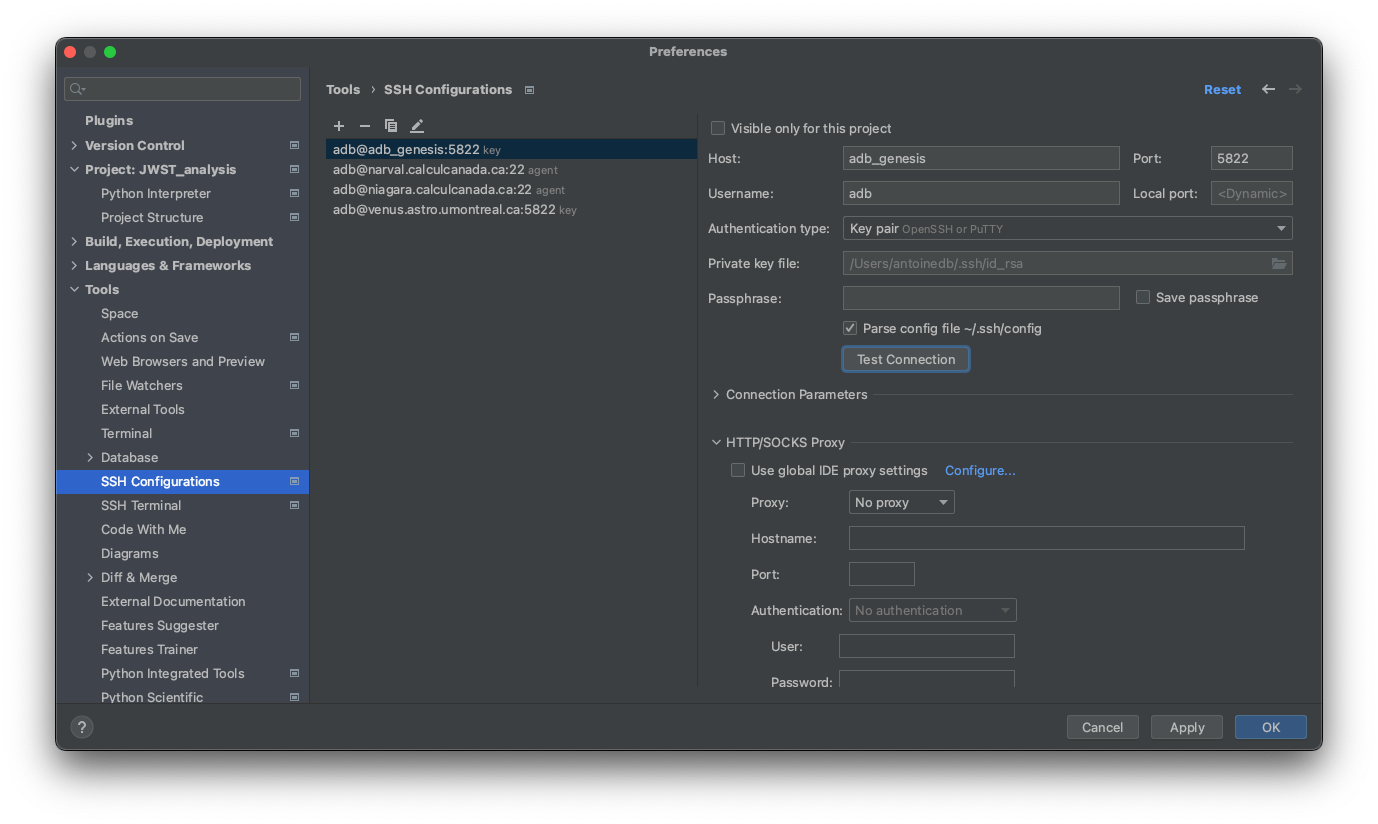 Preferences
Plugins
Version Control
Project: JWST_analysis
Python Interpreter
Project Structure
Build, Execution, Deployment
Languages & Frameworks
Tools
Space
Actions on Save
Web Browsers and Preview
File Watchers
External Tools
Terminal
Database
SSH Configurations
SSH Terminal
Code With Me
Diagrams
Diff & Merge
External Documentation
Features Suggester
Features Trainer
Python Integrated Tools
Python Scientific
Tools › SSH Configurations
Reset
adb@adb_genesis:5822 key
adb@narval.calculcanada.ca:22 agent
adb@niagara.calculcanada.ca:22 agent
adb@venus.astro.umontreal.ca:5822 key
Visible only for this project
Host: adb_genesis Port: 5822
Username: adb Local port: <Dynamic>
Authentication type: Key pair OpenSSH or PuTTY
Private key file: /Users/antoinedb/.ssh/id_rsa
Passphrase: Save passphrase
Parse config file ~/.ssh/config
Test Connection
Connection Parameters
HTTP/SOCKS Proxy
Use global IDE proxy settings Configure...
Proxy: No proxy
Hostname:
Port:
Authentication: No authentication
User:
Password:
?
Cancel Apply OK